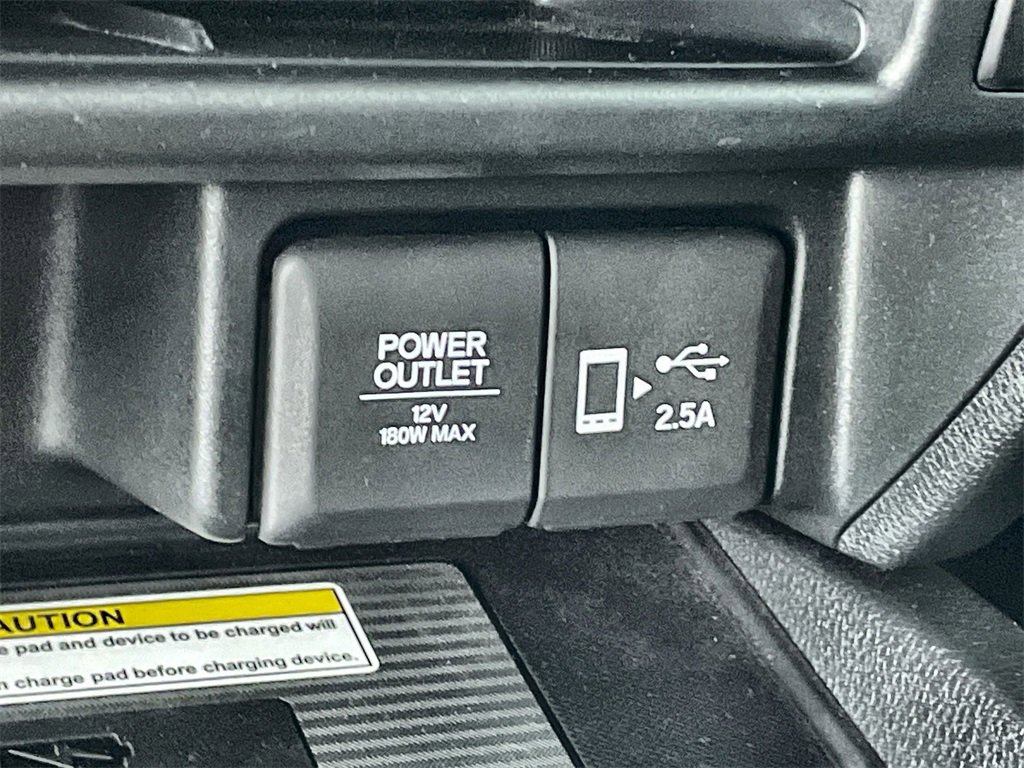 POWER
OUTLET
12V
180W MAX
2.5A
AUTION
pad and device to be charged will
charge pad before charging device.